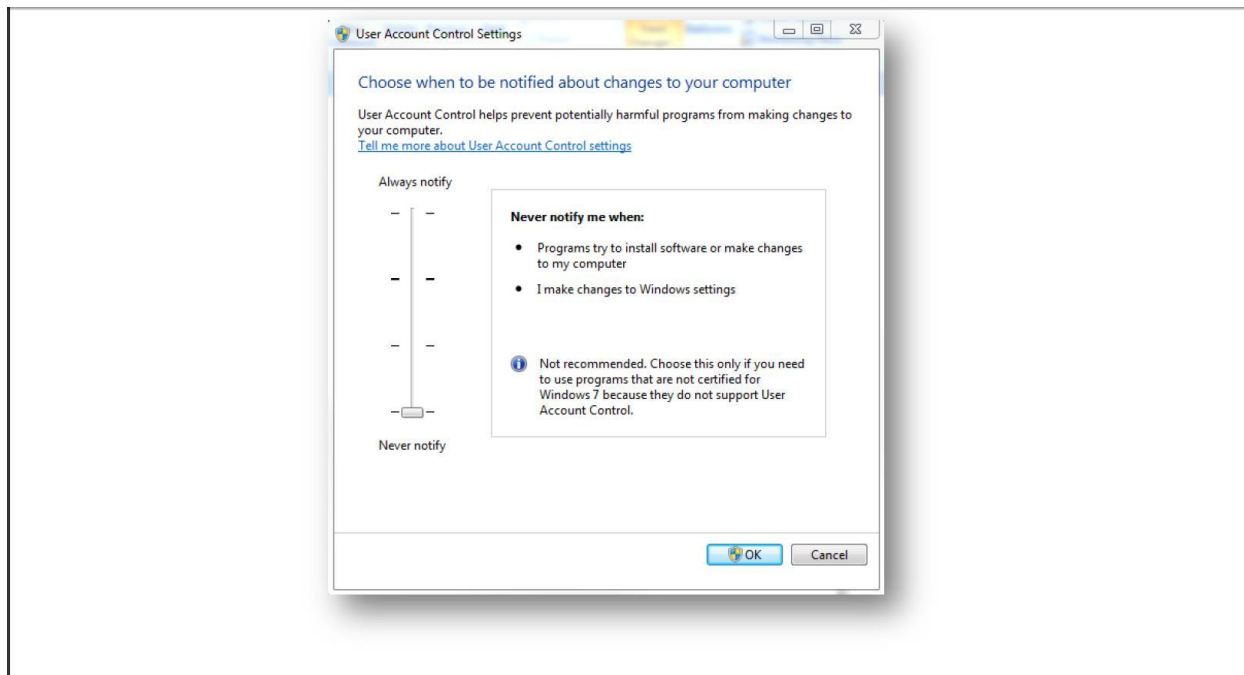 User Account Control Settings
Choose when to be notified about changes to your computer
User Account Control helps prevent potentially harmful programs from making changes to
your computer.
Tell me more about User Account Control settings
Always notify
Never notify me when:
• Programs try to install software or make changes
to my computer
• I make changes to Windows settings
Not recommended. Choose this only if you need
to use programs that are not certified for
Windows 7 because they do not support User
Account Control.
Never notify
OK
Cancel